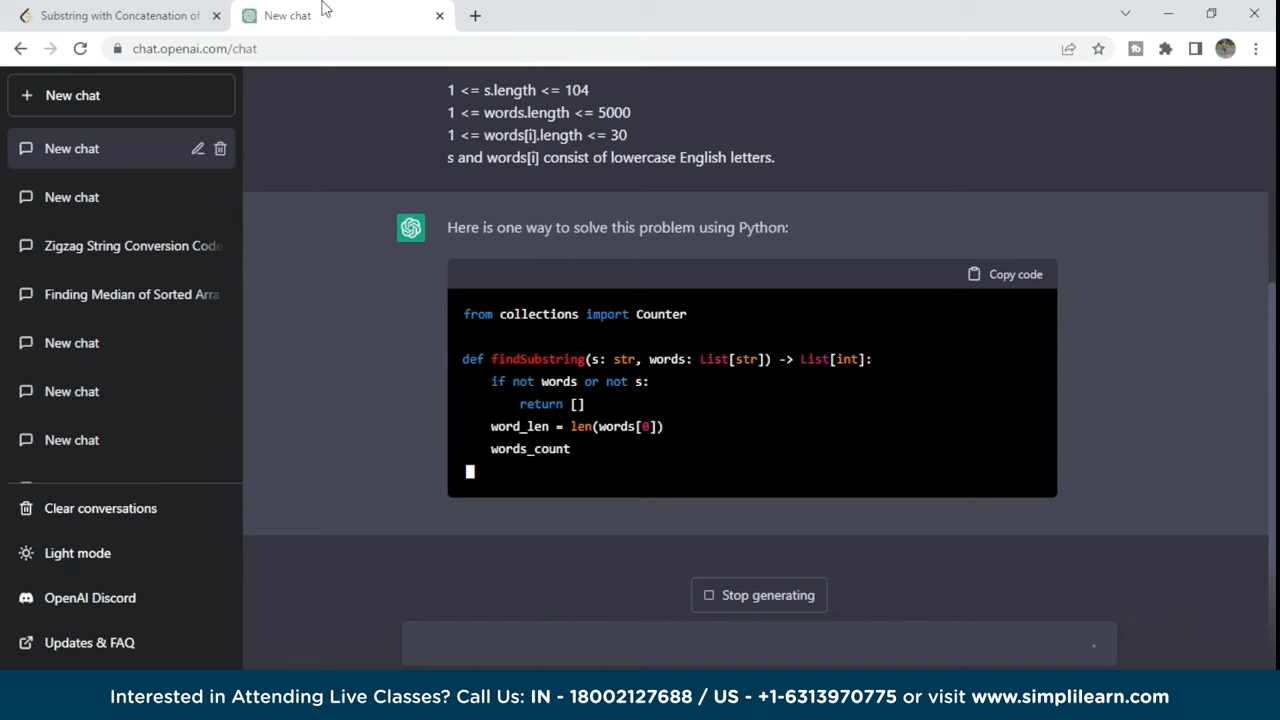 Substring with Concatenation of
New chat
chat.openai.com/chat
New chat
New chat
New chat
Zigzag String Conversion Code
Finding Median of Sorted Arra
New chat
New chat
New chat
Clear conversations
Light mode
OpenAI Discord
Updates & FAQ
1 <= s.length <= 104
1 <= words.length <= 5000
1 <= words[i].length <= 30
s and words[i] consist of lowercase English letters.
Here is one way to solve this problem using Python:
Copy code
from collections import Counter
def findSubstring(s: str, words: List[str]) -> List[int]:
if not words or not s:
return []
word_len = len(words[0])
words_count
Stop generating
Interested in Attending Live Classes? Call Us: IN - 18002127688 / US - +1-6313970775 or visit www.simplilearn.com